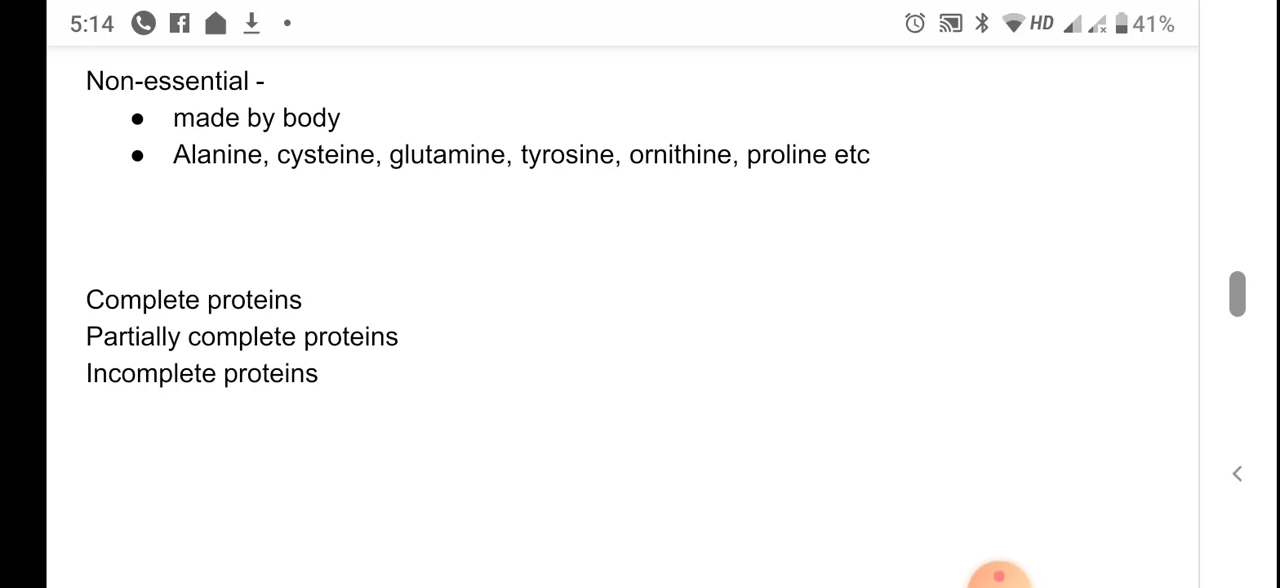 5:14 HD 41%
Non-essential -
● made by body
● Alanine, cysteine, glutamine, tyrosine, ornithine, proline etc
Complete proteins
Partially complete proteins
Incomplete proteins